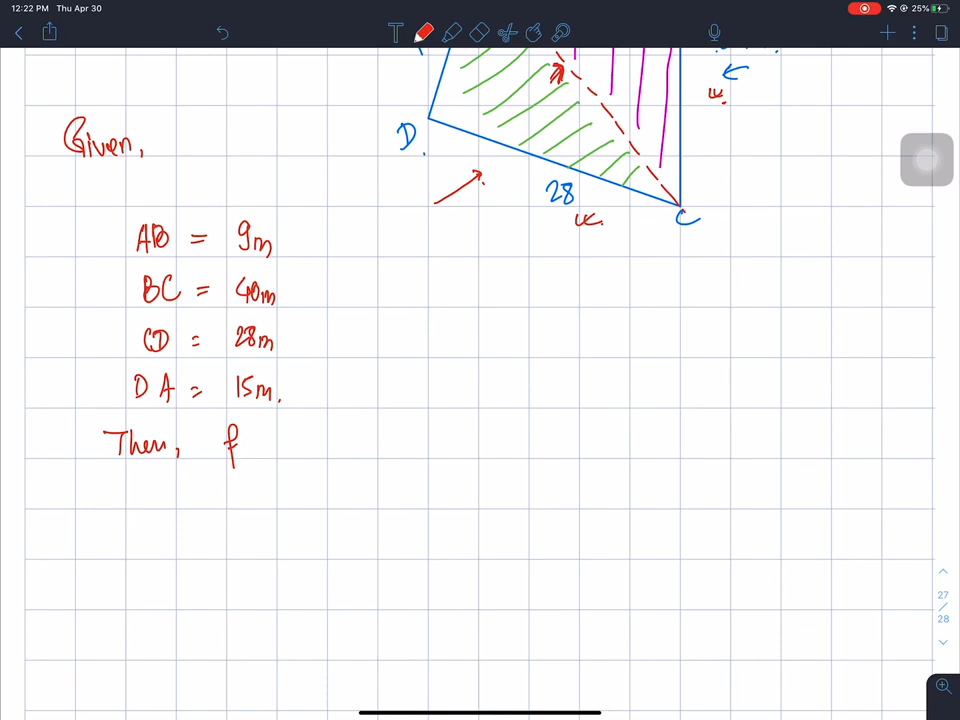 12:22 PM Thu Apr 30
25%
T
D.
28
C
Given,
AB = 9m
BC = 40m
CD = 28m
DA = 15m.
Then, f
27
/
28